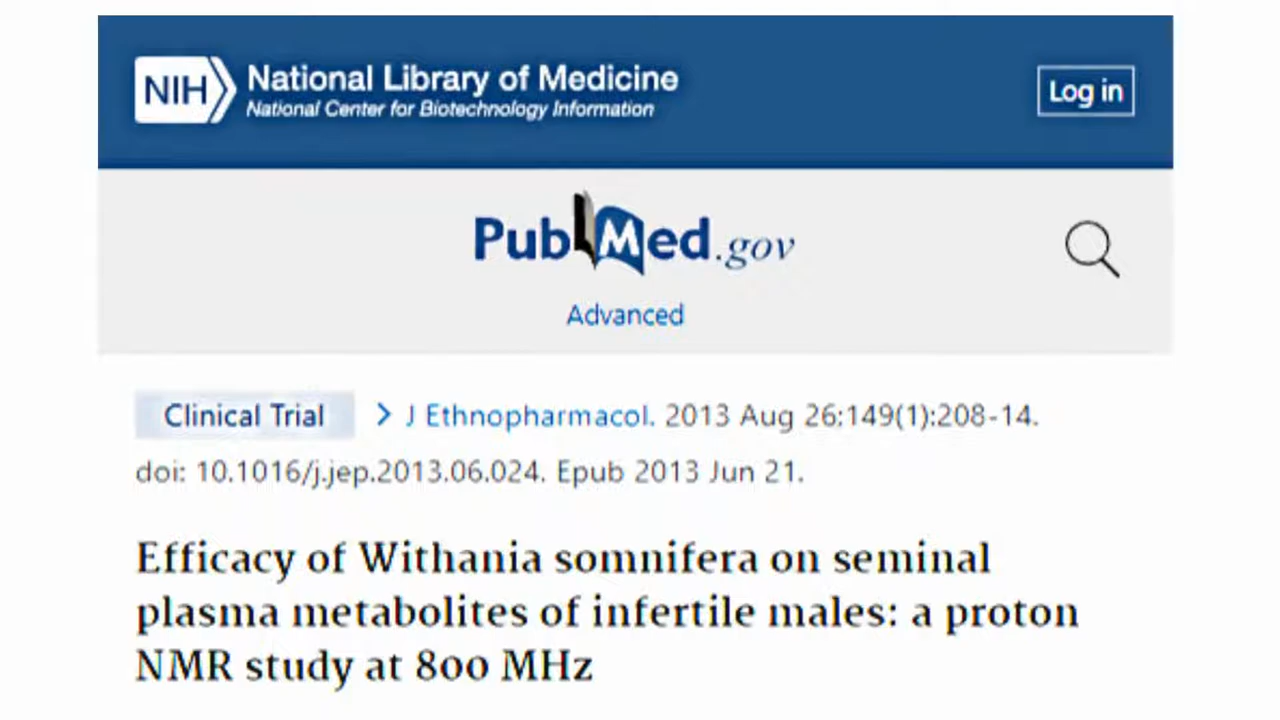 NIH National Library of Medicine
National Center for Biotechnology Information
Log in
PubMed.gov
Advanced
Clinical Trial > J Ethnopharmacol. 2013 Aug 26;149(1):208-14.
doi: 10.1016/j.jep.2013.06.024. Epub 2013 Jun 21.
Efficacy of Withania somnifera on seminal
plasma metabolites of infertile males: a proton
NMR study at 800 MHz